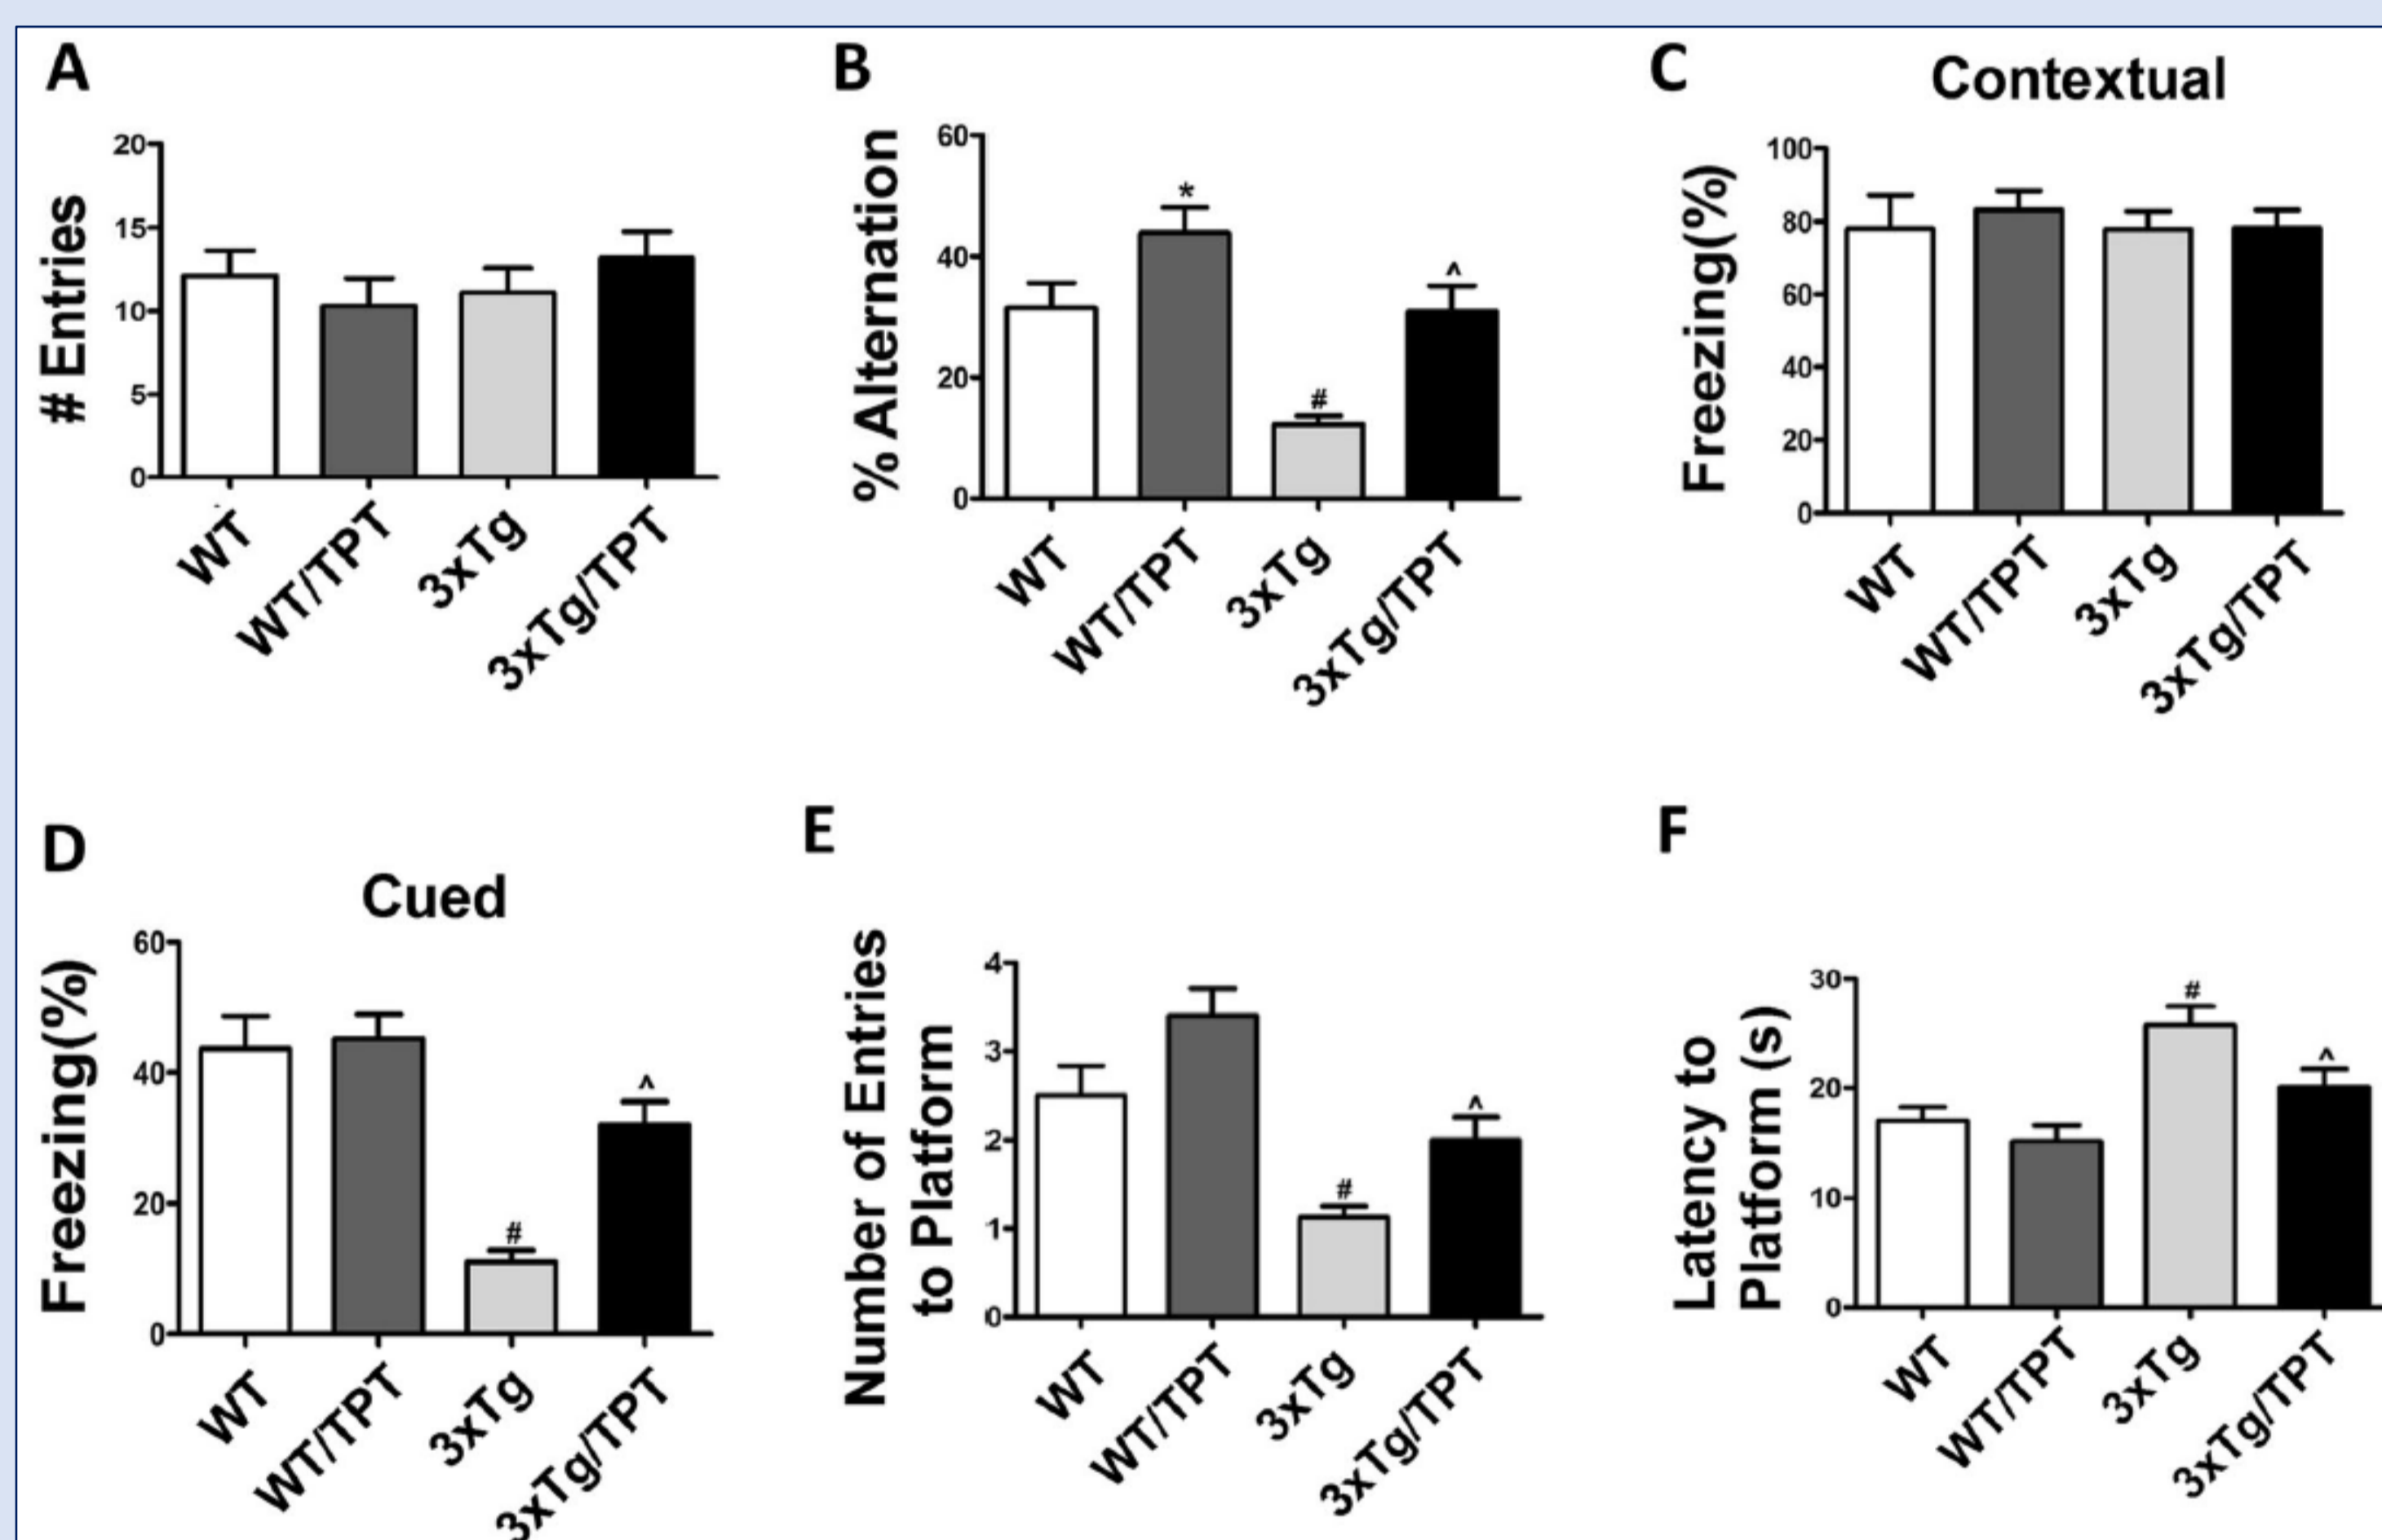 A
# Entries
20
15
10
5
0
WT
WT/TPT
3xTg
3xTg/TPT
B
% Alternation
60
40
20
0
*
#
^
WT
WT/TPT
3xTg
3xTg/TPT
C
Contextual
Freezing(%)
100
80
60
40
20
0
WT
WT/TPT
3xTg
3xTg/TPT
D
Cued
Freezing(%)
60
40
20
0
#
^
WT
WT/TPT
3xTg
3xTg/TPT
E
Number of Entries
to Platform
4
3
2
1
0
#
^
WT
WT/TPT
3xTg
3xTg/TPT
F
Latency to
Platform (s)
30
20
10
0
#
^
WT
WT/TPT
3xTg
3xTg/TPT